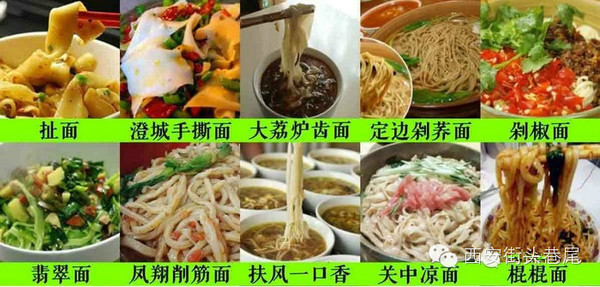 扯面
澄城手撕面
大荔炉齿面
定边剁荞面
剁椒面
翡翠面
凤翔削筋面
扶风一口香
关中凉面
棍棍面
西安街头巷尾